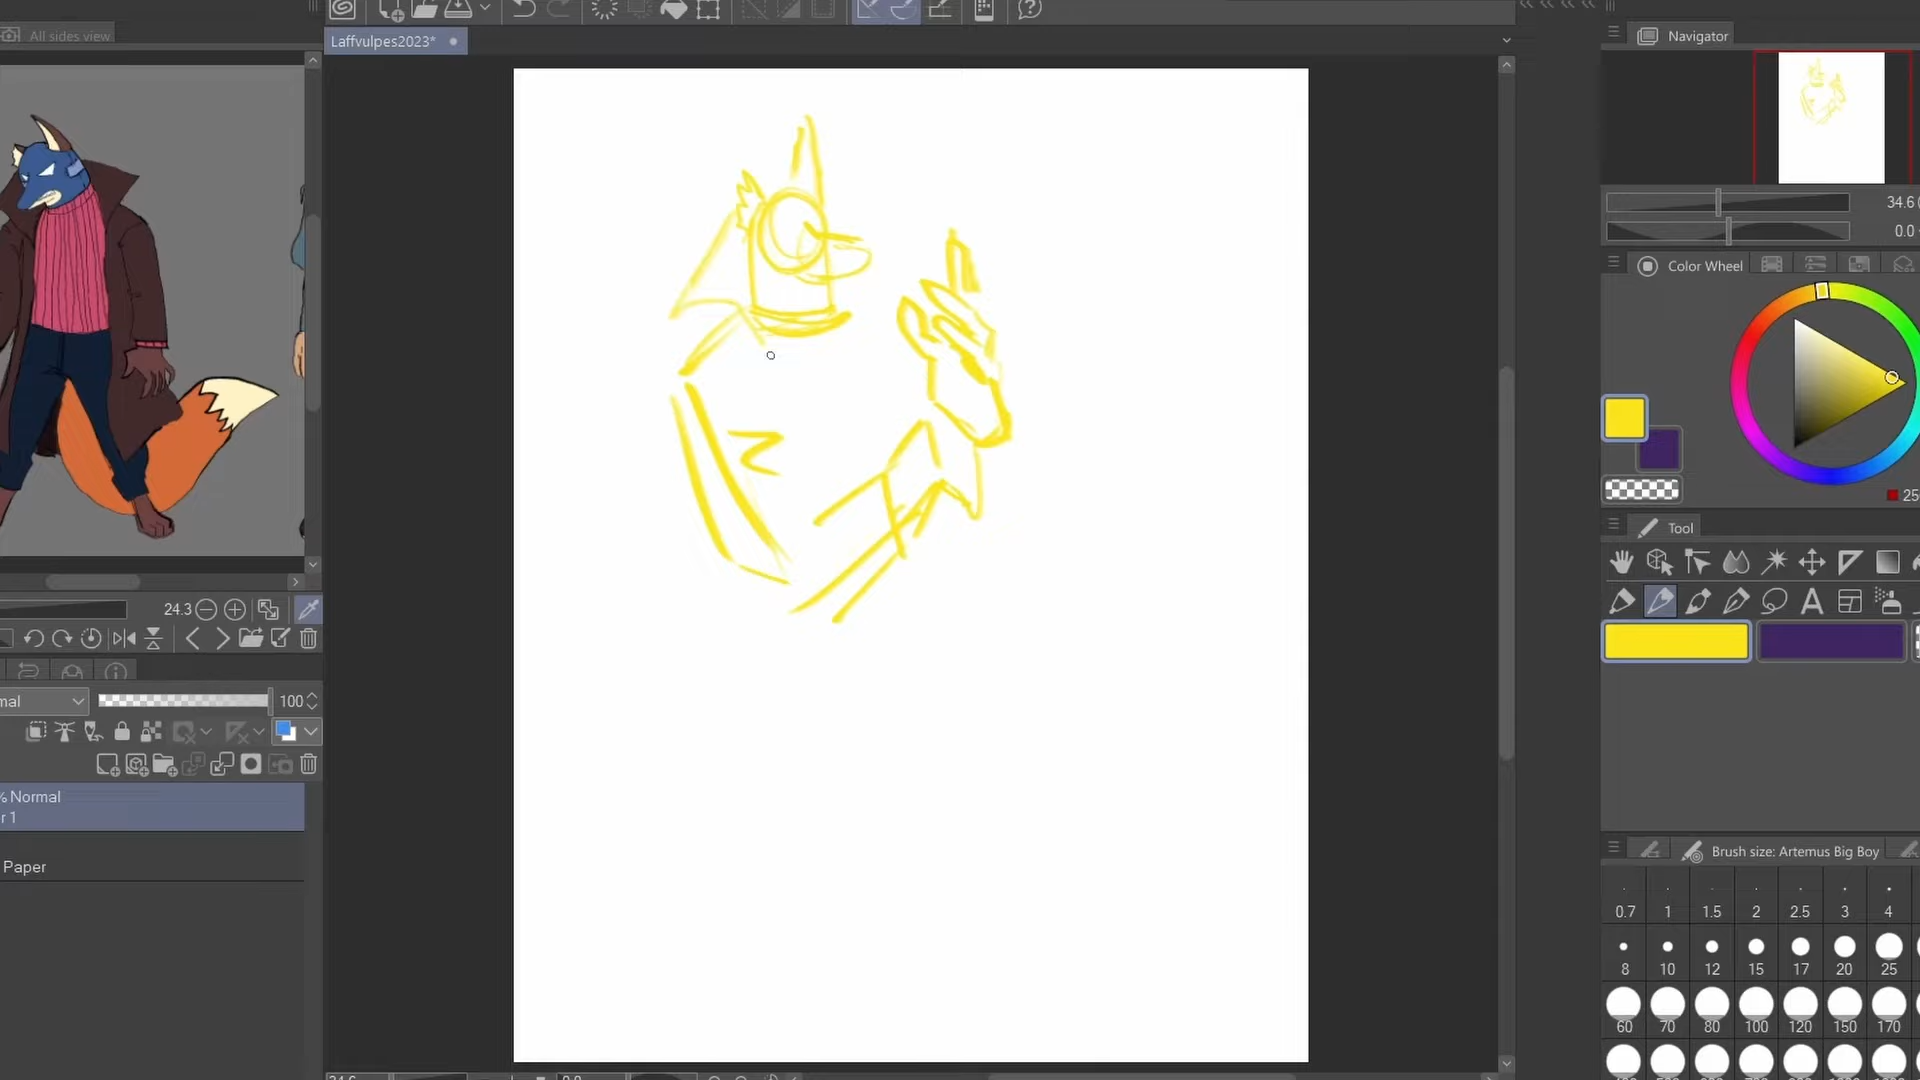 All sides view
Laffvulpes2023*
Navigator
34.6
0.0
Color Wheel
25
Tool
24.3
mal
100
% Normal
r 1
Paper
Brush size: Artemus Big Boy
0.7 1 1.5 2 2.5 3 4
8 10 12 15 17 20 25
60 70 80 100 120 150 170